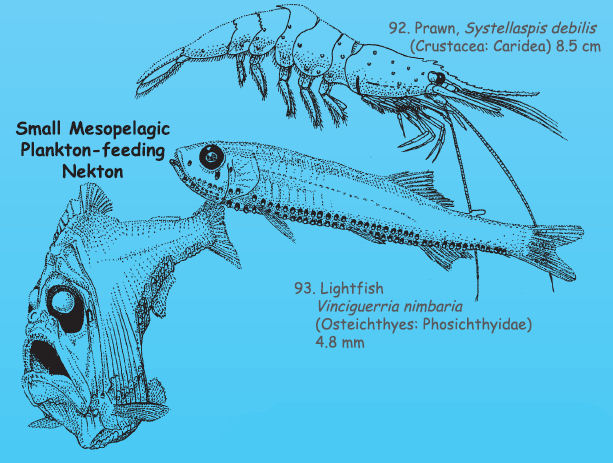 92. Prawn, Systellaspis debilis
(Crustacea: Caridea) 8.5 cm
Small Mesopelagic
Plankton-feeding
Nekton
93. Lightfish
Vinciguerria nimbaria
(Osteichthyes: Phosichthyidae)
4.8 mm